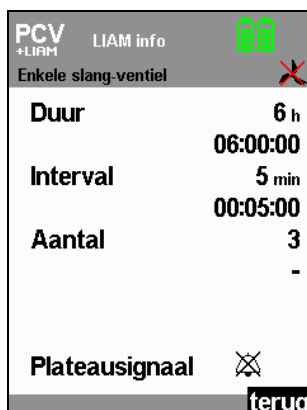 PCV LIAM info
+LIAM
Enkele slang-ventiel
Duur 6 h
06:00:00
Interval 5 min
00:05:00
Aantal 3
-
Plateausignaal
terug